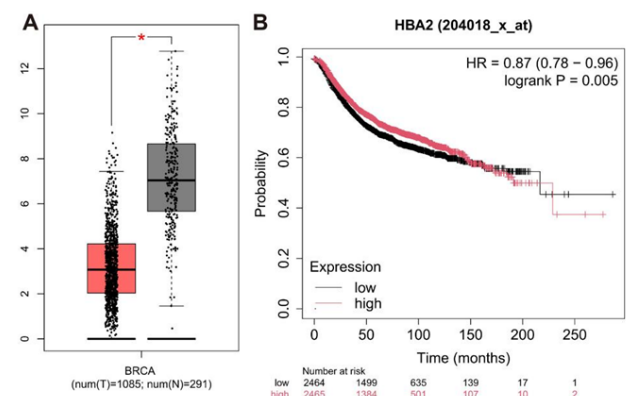 A
*
12
10
8
6
4
2
0
BRCA
(num(T)=1085; num(N)=291)
B
HBA2 (204018_x_at)
HR = 0.87 (0.78 − 0.96)
logrank P = 0.005
Probability
1.0
0.8
0.6
0.4
0.2
0.0
Expression
low
high
0 50 100 150 200 250
Time (months)
Number at risk
low 2464 1499 635 139 17 1
high 2465 1384 501 107 10 2